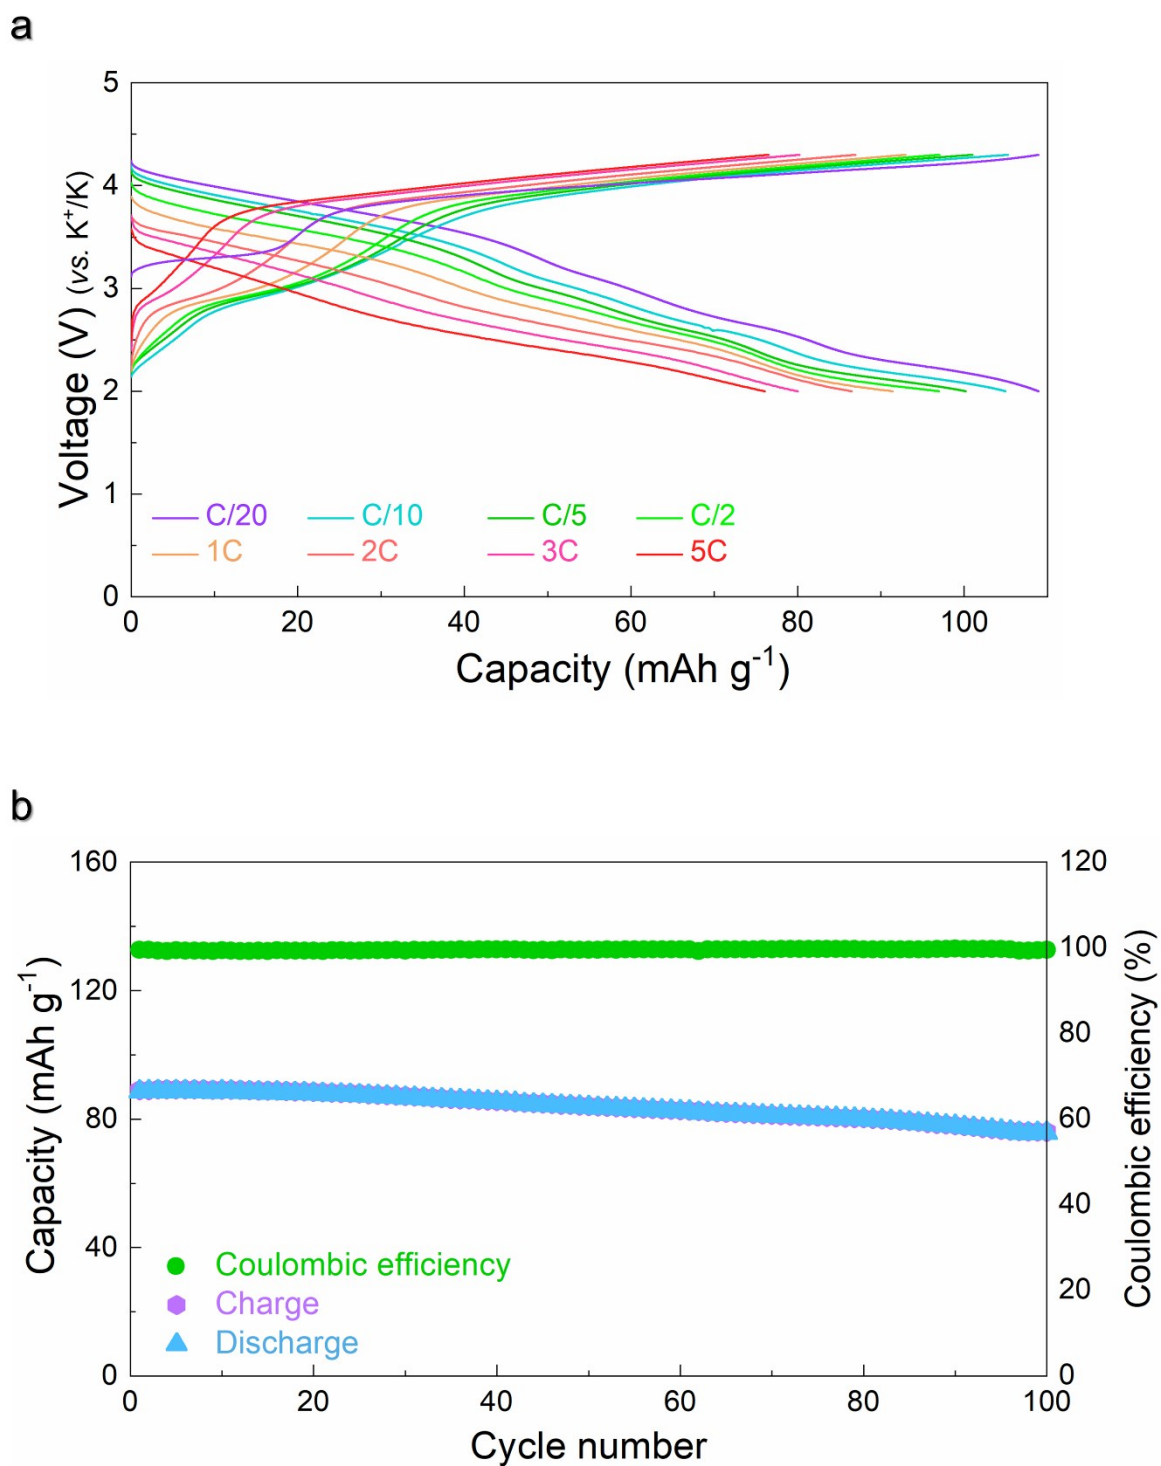 a
5
4
3
2
1
0
Voltage (V) (vs. K⁺/K)
C/20 C/10 C/5 C/2
1C 2C 3C 5C
0 20 40 60 80 100
Capacity (mAh g⁻¹)
b
160
120
80
40
0
Capacity (mAh g⁻¹)
120
100
80
60
40
20
0
Coulombic efficiency (%)
Coulombic efficiency
Charge
Discharge
0 20 40 60 80 100
Cycle number